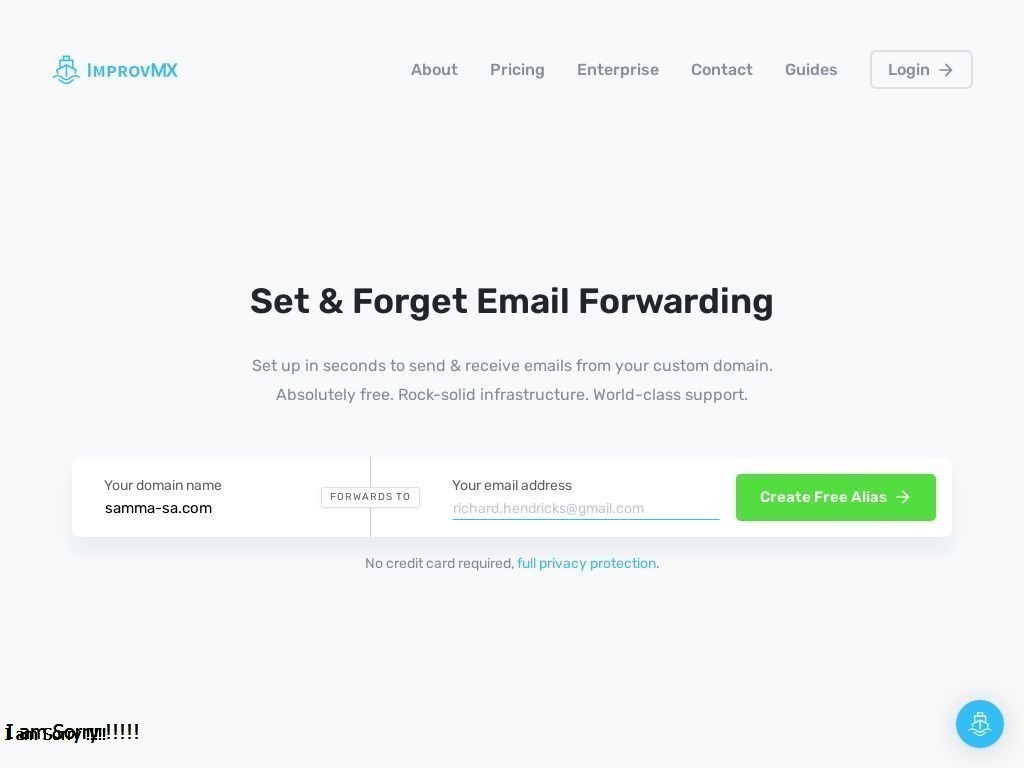 IMPROVMX
About Pricing Enterprise Contact Guides Login
Set & Forget Email Forwarding
Set up in seconds to send & receive emails from your custom domain.
Absolutely free. Rock-solid infrastructure. World-class support.
Your domain name
samma-sa.com
FORWARDS TO
Your email address
richard.hendricks@gmail.com
Create Free Alias
No credit card required, full privacy protection.
I am Sorry !!!!!
I am Sorry !!!!!